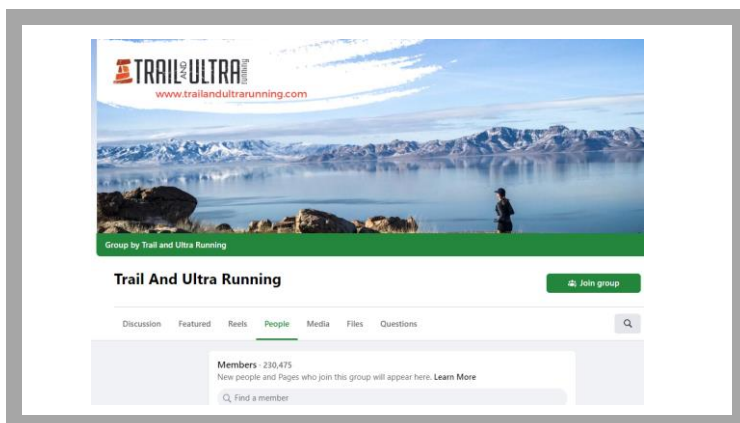 TRAIL AND ULTRA running
www.trailandultrarunning.com
Group by Trail and Ultra Running
Trail And Ultra Running
Join group
Discussion Featured Reels People Media Files Questions
Members · 230,475
New people and Pages who join this group will appear here. Learn More
Find a member